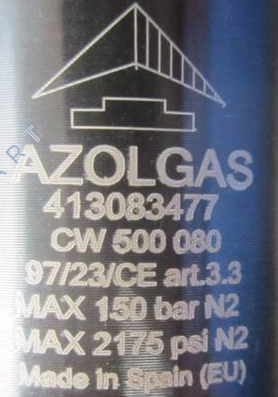 AZOLGAS
413083477
CW 500 080
97/23/CE art.3.3
MAX 150 bar N2
MAX 2175 psi N2
Made in Spain (EU)